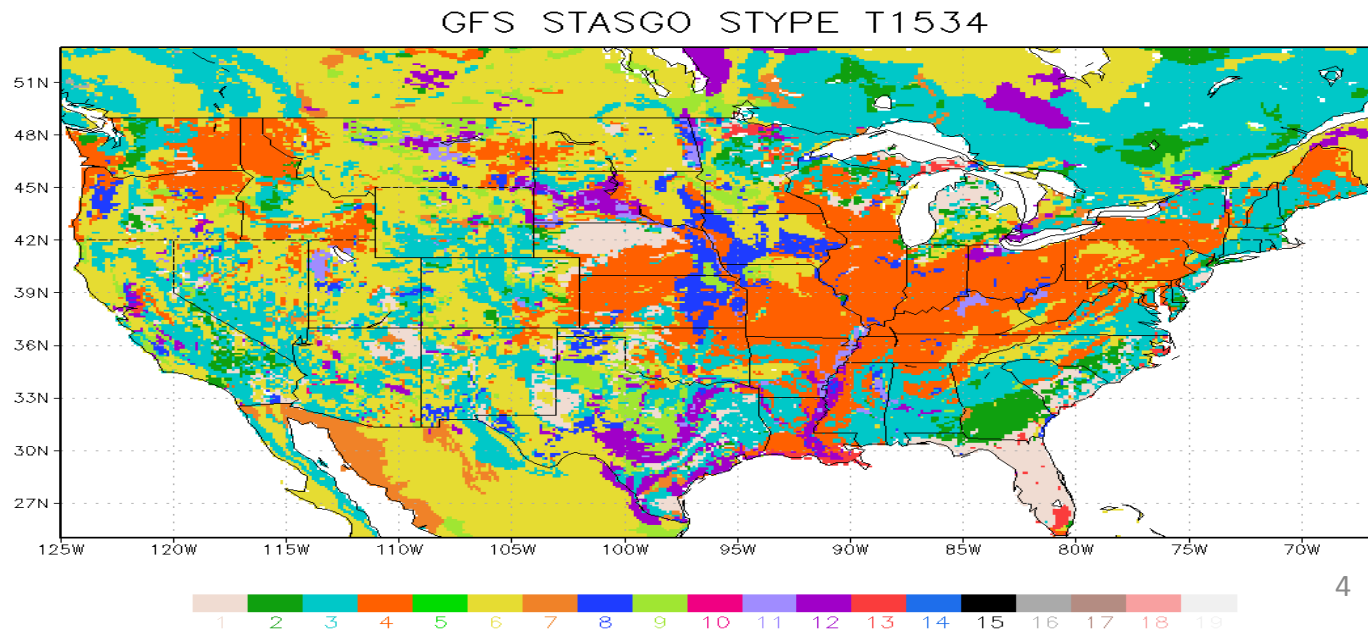 GFS STASGO STYPE T1534
51N
48N
45N
42N
39N
36N
33N
30N
27N
125W 120W 115W 110W 105W 100W 95W 90W 85W 80W 75W 70W
4
1 2 3 4 5 6 7 8 9 10 11 12 13 14 15 16 17 18 19